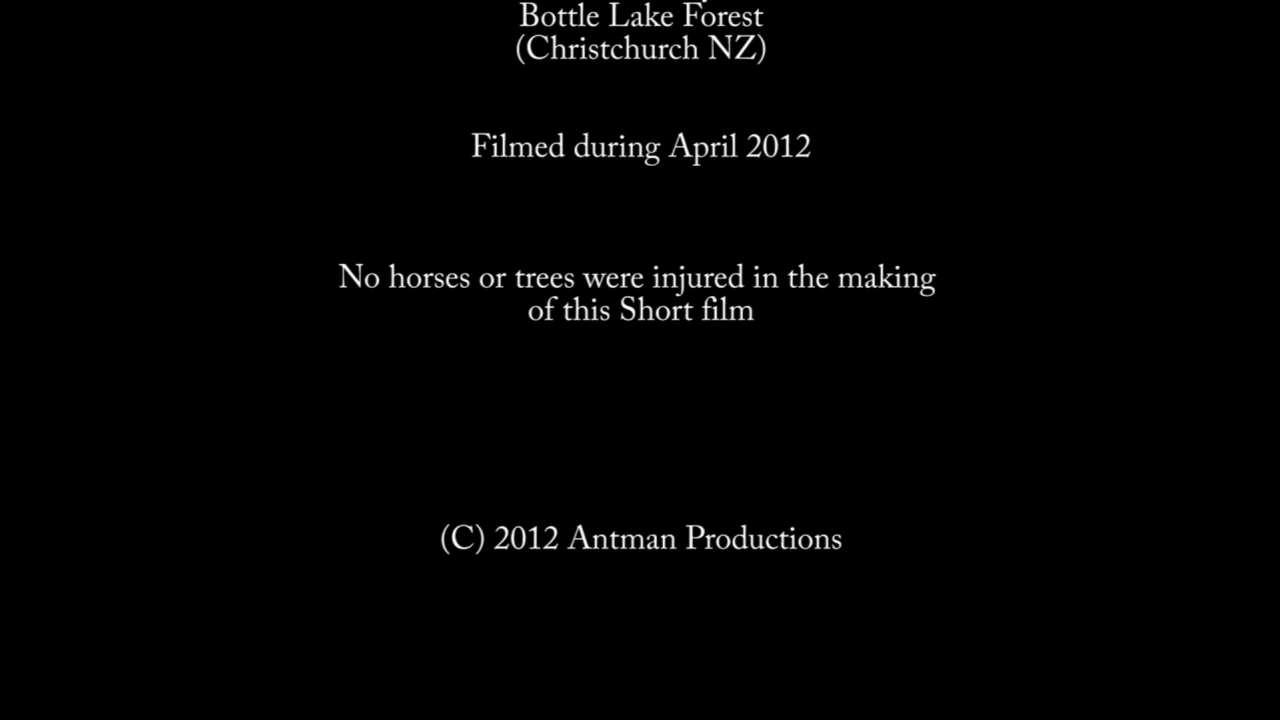 Bottle Lake Forest
(Christchurch NZ)
Filmed during April 2012
No horses or trees were injured in the making
of this Short film
(C) 2012 Antman Productions